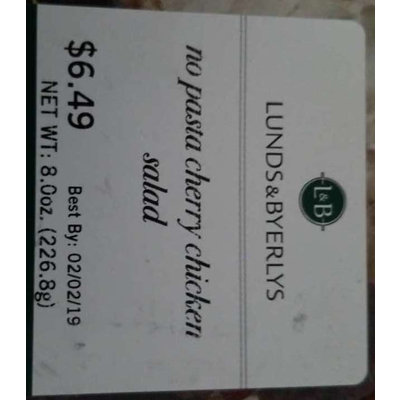 L&B
LUNDS&BYERLYS
no pasta cherry chicken
salad
$6.49 Best By: 02/02/19
NET WT: 8.0oz. (226.8g)